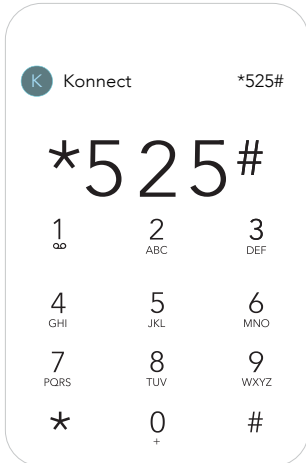 K Konnect *525#
*525#
1 2 3
ABC DEF
4 5 6
GHI JKL MNO
7 8 9
PQRS TUV WXYZ
* 0 #
+